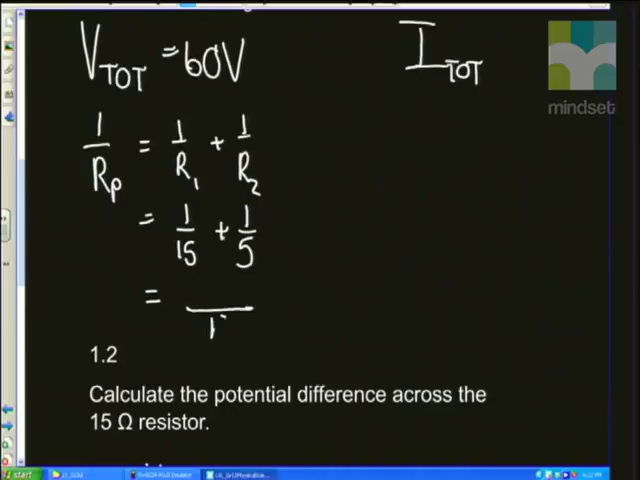 V_TOT = 60V I_TOT
mindset
1/R_P = 1/R_1 + 1/R_2
= 1/15 + 1/5
=
1.2
Calculate the potential difference across the
15 Ω resistor.
start